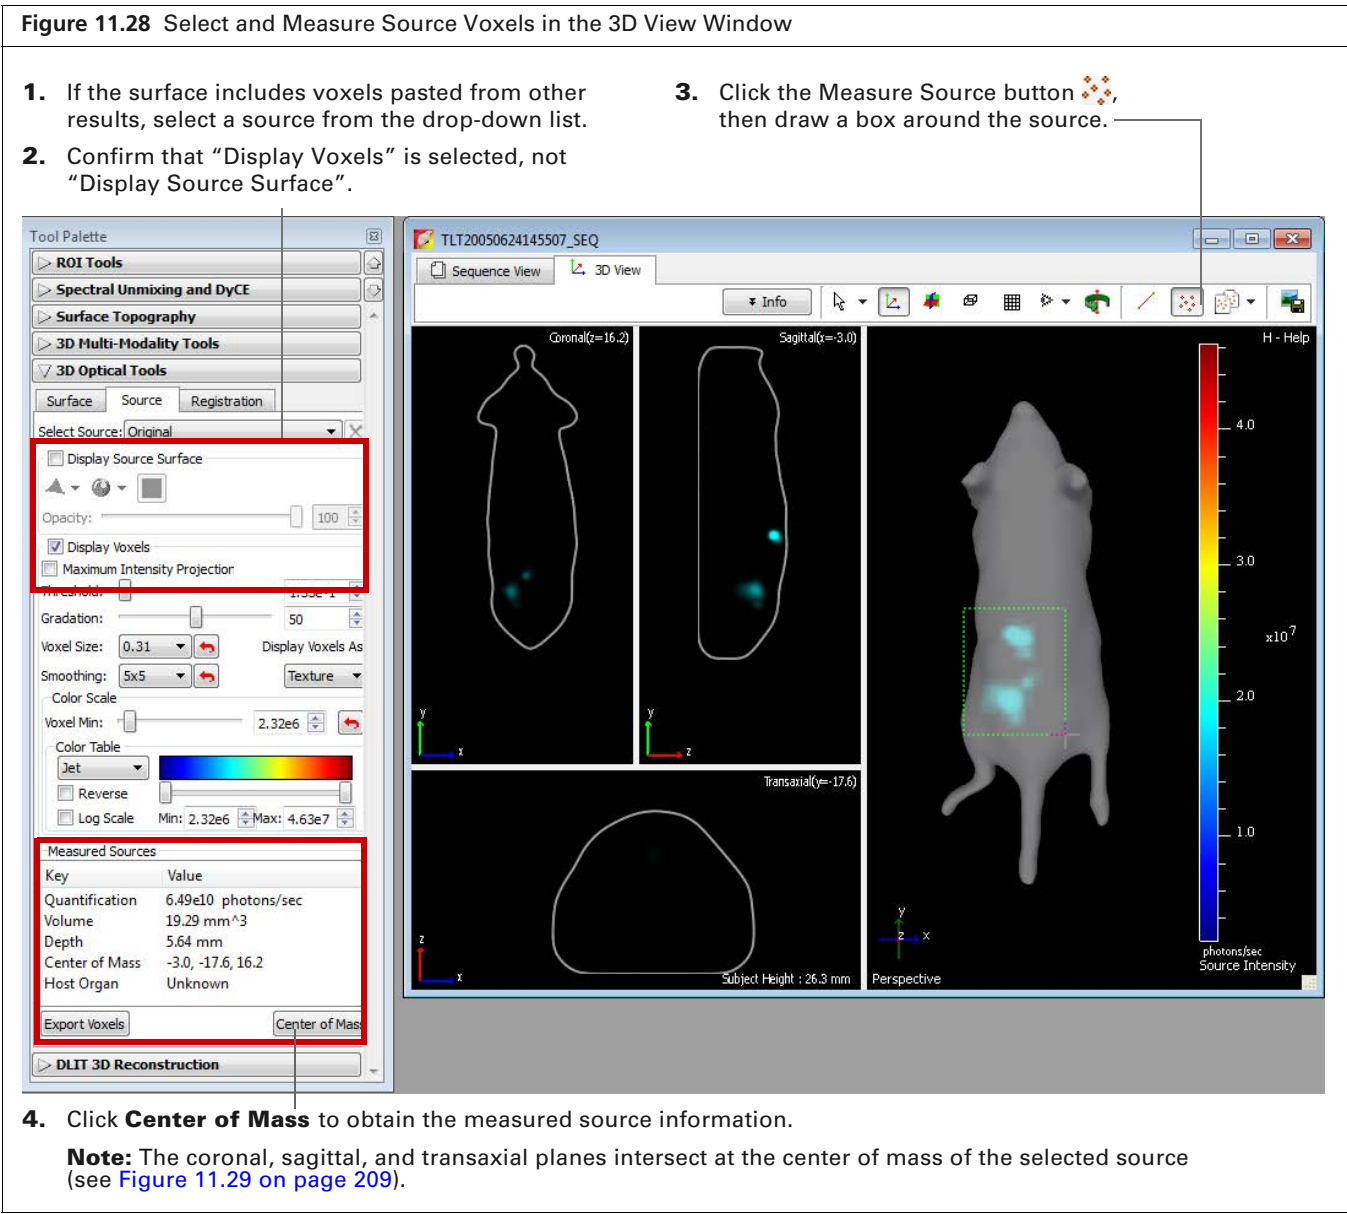 Figure 11.28 Select and Measure Source Voxels in the 3D View Window
1. If the surface includes voxels pasted from other
results, select a source from the drop-down list.
2. Confirm that “Display Voxels” is selected, not
“Display Source Surface”.
3. Click the Measure Source button ,
then draw a box around the source.
Tool Palette
ROI Tools
Spectral Unmixing and DyCE
Surface Topography
3D Multi-Modality Tools
3D Optical Tools
Surface Source Registration
Select Source: Original
Display Source Surface
Opacity: 100
Display Voxels
Maximum Intensity Projection
Threshold: 1.55e-1
Gradation: 50
Voxel Size: 0.31 Display Voxels As
Smoothing: 5x5 Texture
Color Scale
Voxel Min: 2.32e6
Color Table
Jet
Reverse
Log Scale Min: 2.32e6 Max: 4.63e7
Measured Sources
Key Value
Quantification 6.49e10 photons/sec
Volume 19.29 mm^3
Depth 5.64 mm
Center of Mass -3.0, -17.6, 16.2
Host Organ Unknown
Export Voxels Center of Mass
DLIT 3D Reconstruction
TLT20050624145507_SEQ
Sequence View 3D View
Info
Coronal(z=16.2)
y
x
Sagittal(x=-3.0)
y
z
Transaxial(y=-17.6)
z
x
Subject Height : 26.3 mm
H - Help
4.0
3.0
x10^7
2.0
1.0
photons/sec
Source Intensity
y
z x
Perspective
4. Click Center of Mass to obtain the measured source information.
Note: The coronal, sagittal, and transaxial planes intersect at the center of mass of the selected source
(see Figure 11.29 on page 209).